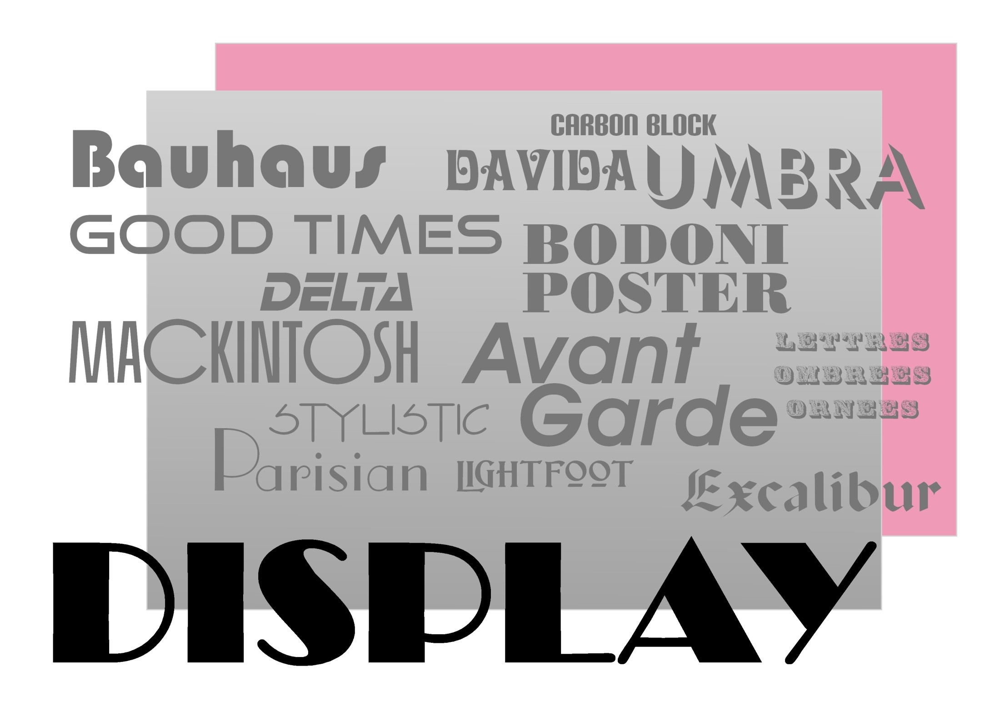 CARBON BLOCK
Bauhaus
DAVIDA
UMBRA
GOOD TIMES
BODONI
POSTER
DELTA
MACKINTOSH
Avant
Garde
LETTRES
OMBREES
ORNEES
STYLISTIC
Parisian
LIGHTFOOT
Excalibur
DISPLAY